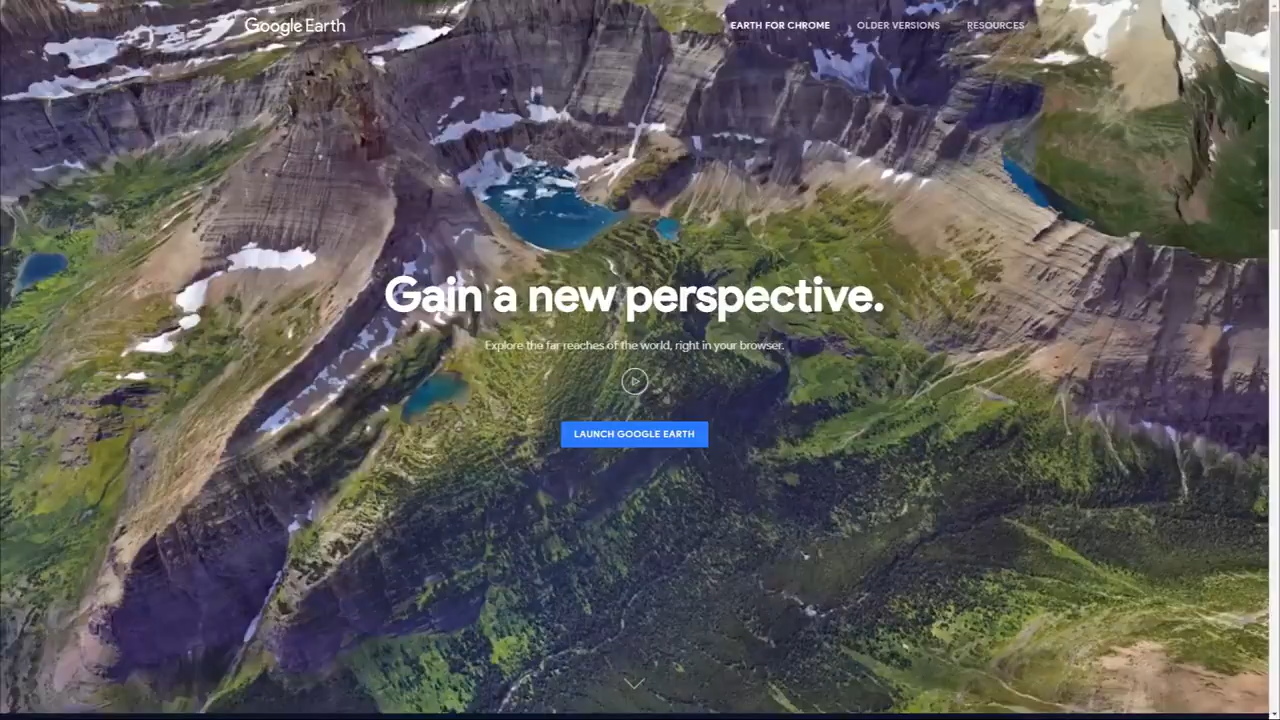 Google Earth
EARTH FOR CHROME
OLDER VERSIONS
RESOURCES
Gain a new perspective.
Explore the far reaches of the world, right in your browser.
LAUNCH GOOGLE EARTH